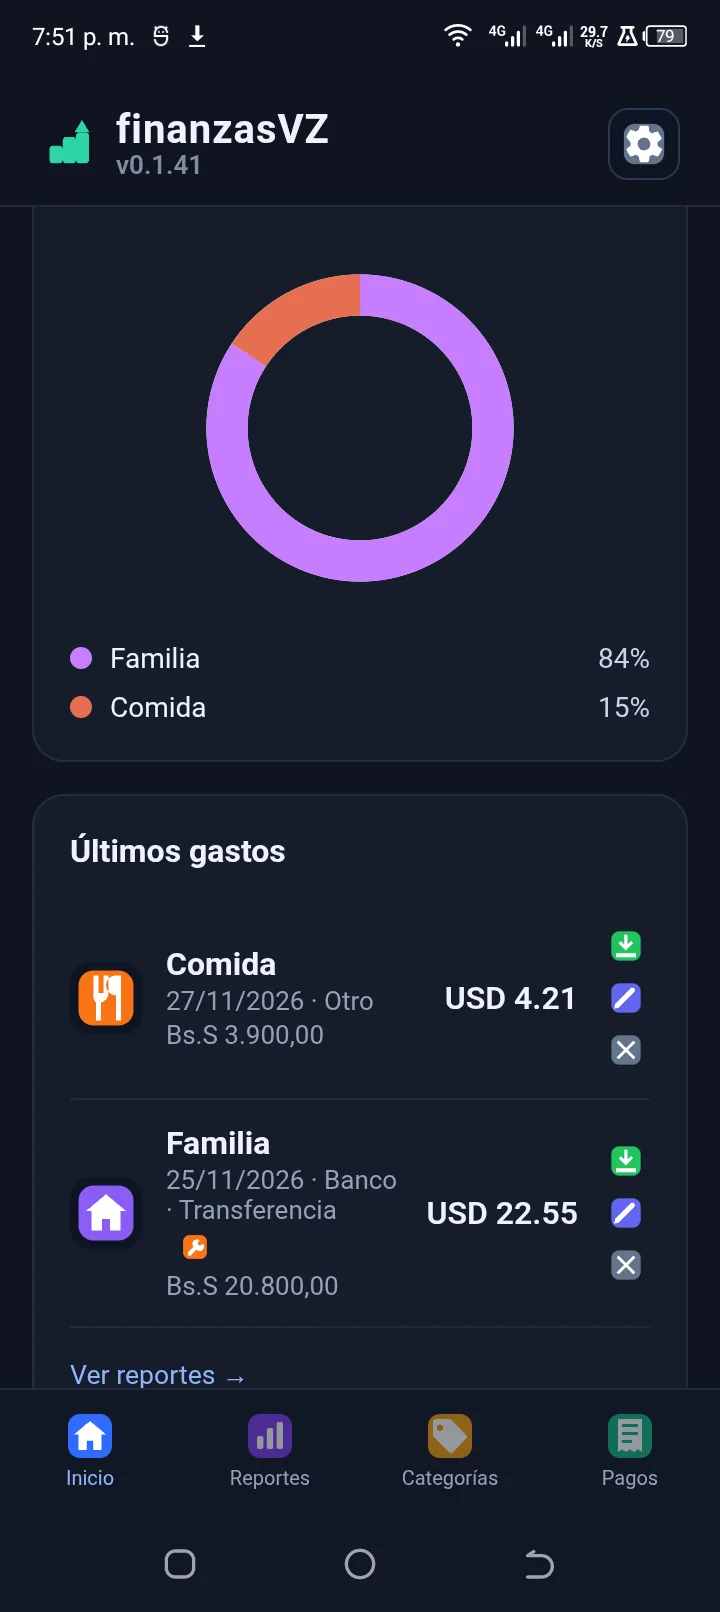 7:51 p. m.
4G 4G 29.7 K/S 79
finanzasVZ
v0.1.41
Familia 84%
Comida 15%
Últimos gastos
Comida
27/11/2026 · Otro
Bs.S 3.900,00
USD 4.21
Familia
25/11/2026 · Banco
· Transferencia
Bs.S 20.800,00
USD 22.55
Ver reportes →
Inicio Reportes Categorías Pagos